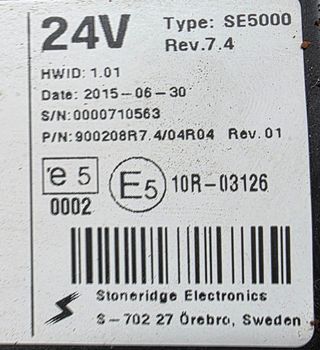 24V Type: SE5000
Rev.7.4
HWID: 1.01
Date: 2015-06-30
S/N:0000710563
P/N:900208R7.4/04R04 Rev.01
e 5 E5 10R-03126
0002
Stoneridge Electronics
S-702 27 Örebro, Sweden